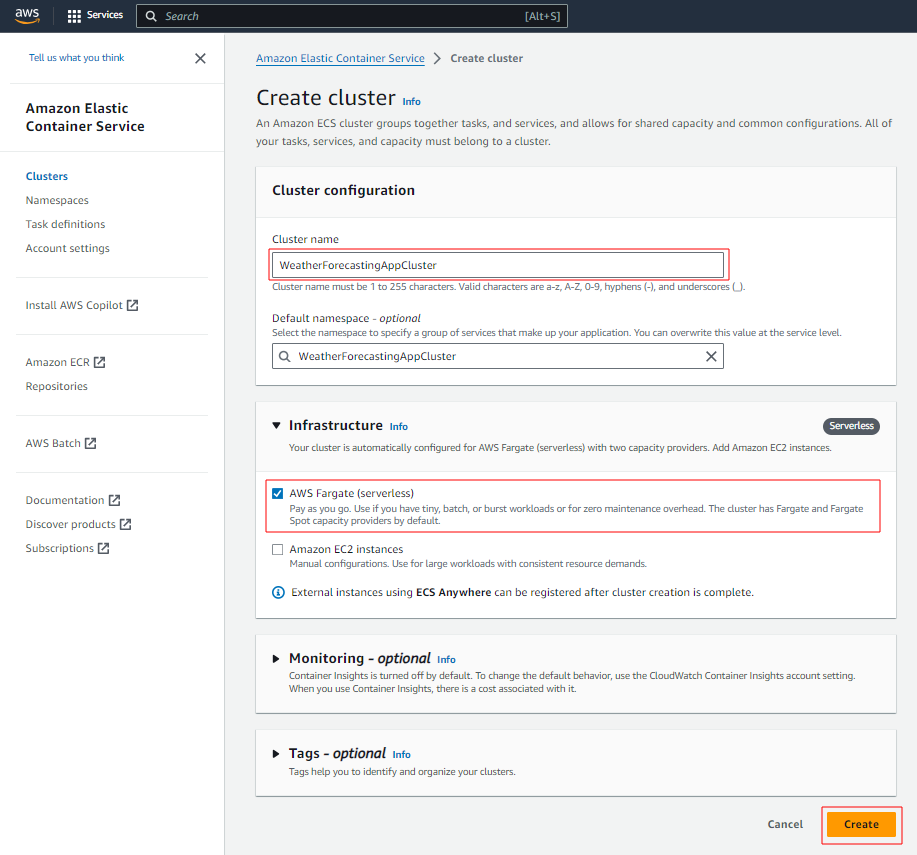 aws
Services
Search
[Alt+S]
Tell us what you think
Amazon Elastic
Container Service
Clusters
Namespaces
Task definitions
Account settings
Install AWS Copilot
Amazon ECR
Repositories
AWS Batch
Documentation
Discover products
Subscriptions
Amazon Elastic Container Service > Create cluster
Create cluster Info
An Amazon ECS cluster groups together tasks, and services, and allows for shared capacity and common configurations. All of
your tasks, services, and capacity must belong to a cluster.
Cluster configuration
Cluster name
WeatherForecastingAppCluster
Cluster name must be 1 to 255 characters. Valid characters are a-z, A-Z, 0-9, hyphens (-), and underscores (_).
Default namespace - optional
Select the namespace to specify a group of services that make up your application. You can overwrite this value at the service level.
WeatherForecastingAppCluster
Infrastructure Info
Serverless
Your cluster is automatically configured for AWS Fargate (serverless) with two capacity providers. Add Amazon EC2 instances.
AWS Fargate (serverless)
Pay as you go. Use if you have tiny, batch, or burst workloads or for zero maintenance overhead. The cluster has Fargate and Fargate
Spot capacity providers by default.
Amazon EC2 instances
Manual configurations. Use for large workloads with consistent resource demands.
External instances using ECS Anywhere can be registered after cluster creation is complete.
Monitoring - optional Info
Container Insights is turned off by default. To change the default behavior, use the CloudWatch Container Insights account setting.
When you use Container Insights, there is a cost associated with it.
Tags - optional Info
Tags help you to identify and organize your clusters.
Cancel
Create